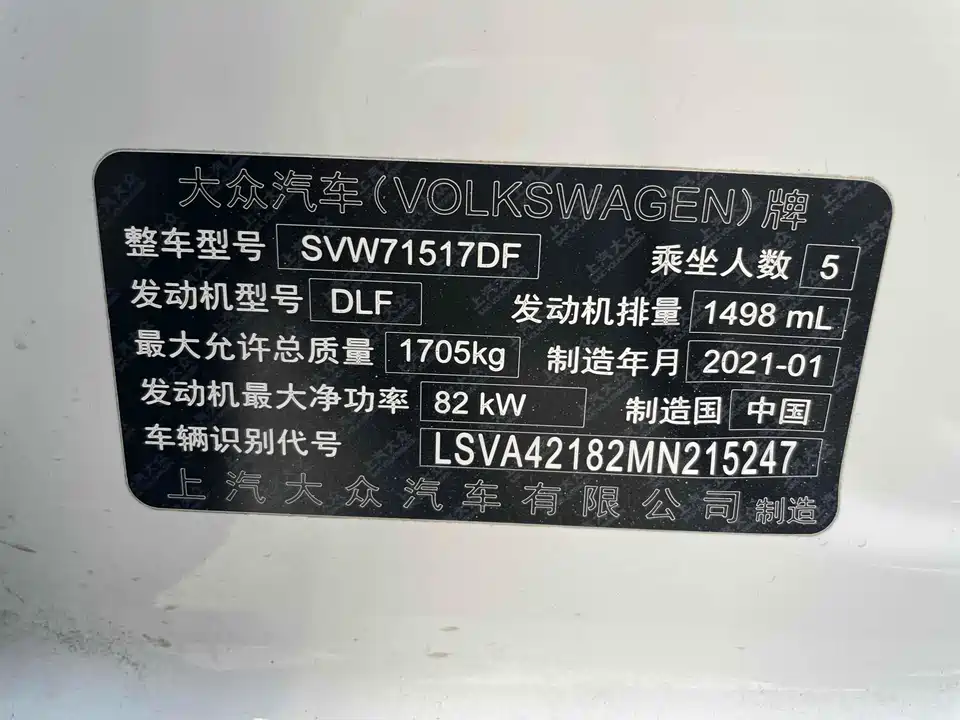 大众汽车(VOLKSWAGEN)牌
整车型号 SVW71517DF 乘坐人数 5
发动机型号 DLF 发动机排量 1498 mL
最大允许总质量 1705kg 制造年月 2021-01
发动机最大净功率 82 kW 制造国 中国
车辆识别代号 LSVA42182MN215247
上汽大众汽车有限公司 制造